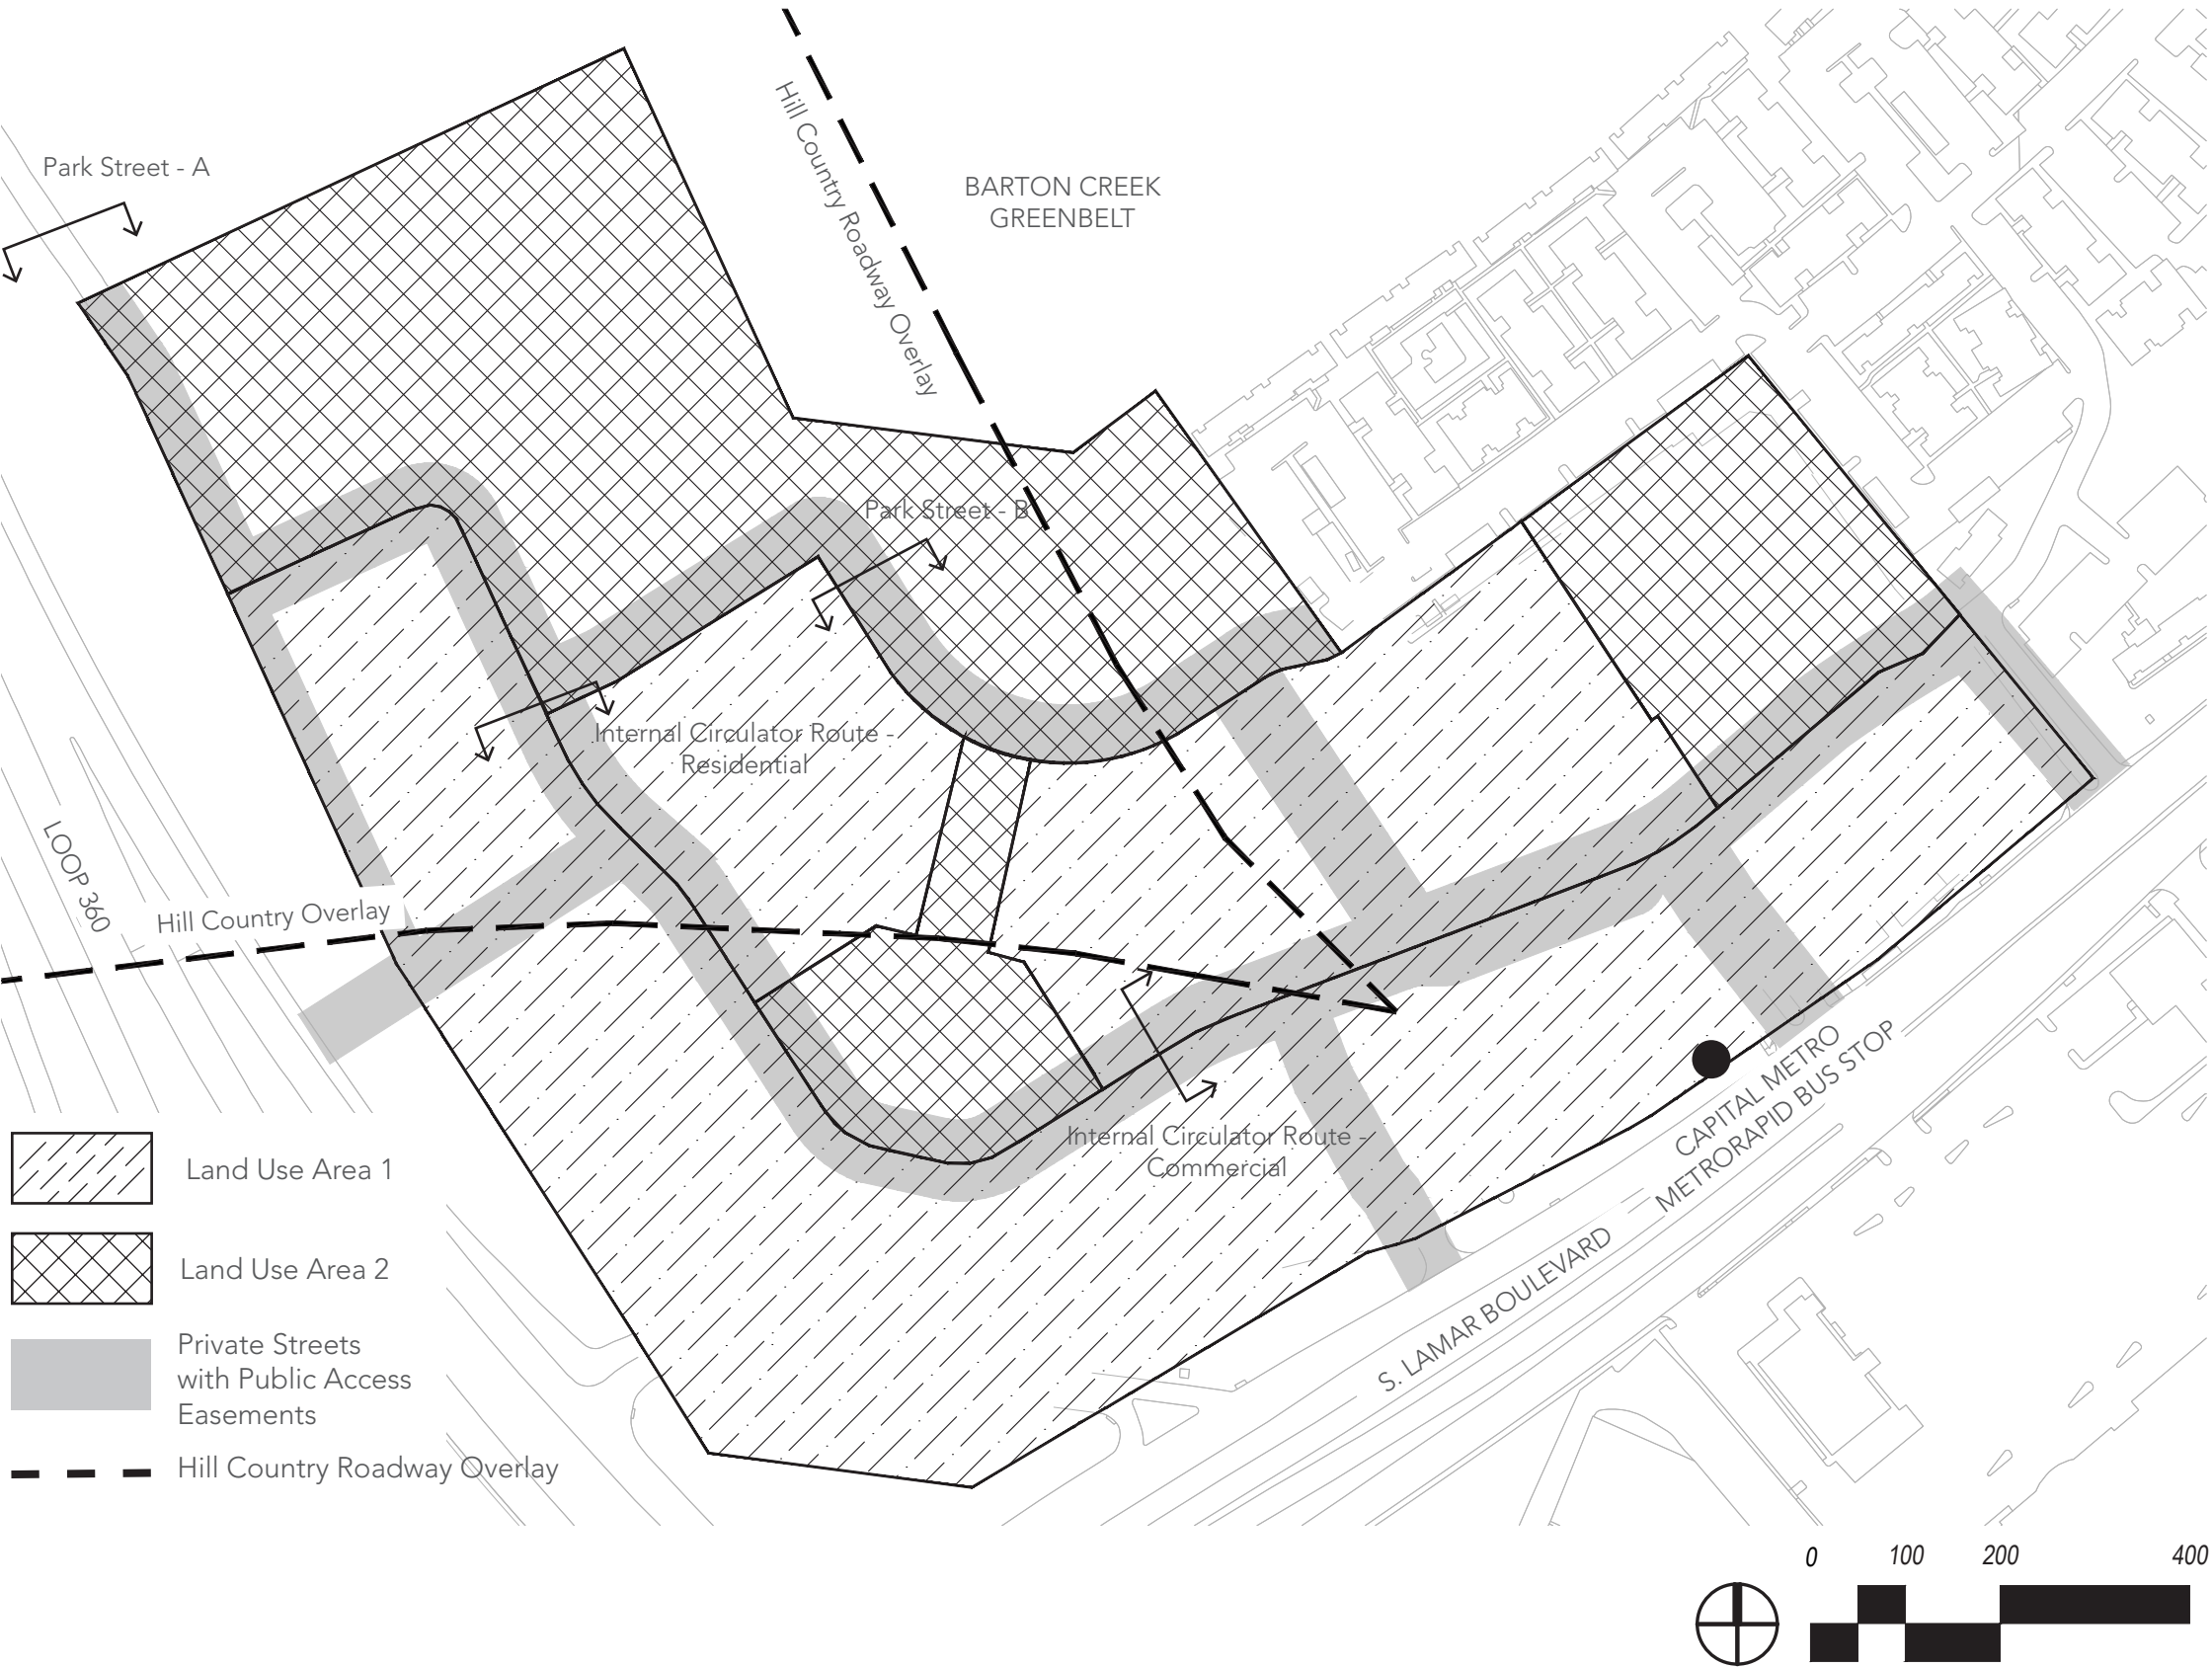 Park Street - A
Hill Country Roadway Overlay
BARTON CREEK
GREENBELT
Park Street - B
Internal Circulator Route -
Residential
LOOP 360
Hill Country Overlay
Internal Circulator Route -
Commercial
CAPITAL METRO
METRORAPID BUS STOP
S. LAMAR BOULEVARD
Land Use Area 1
Land Use Area 2
Private Streets
with Public Access
Easements
Hill Country Roadway Overlay
0 100 200 400